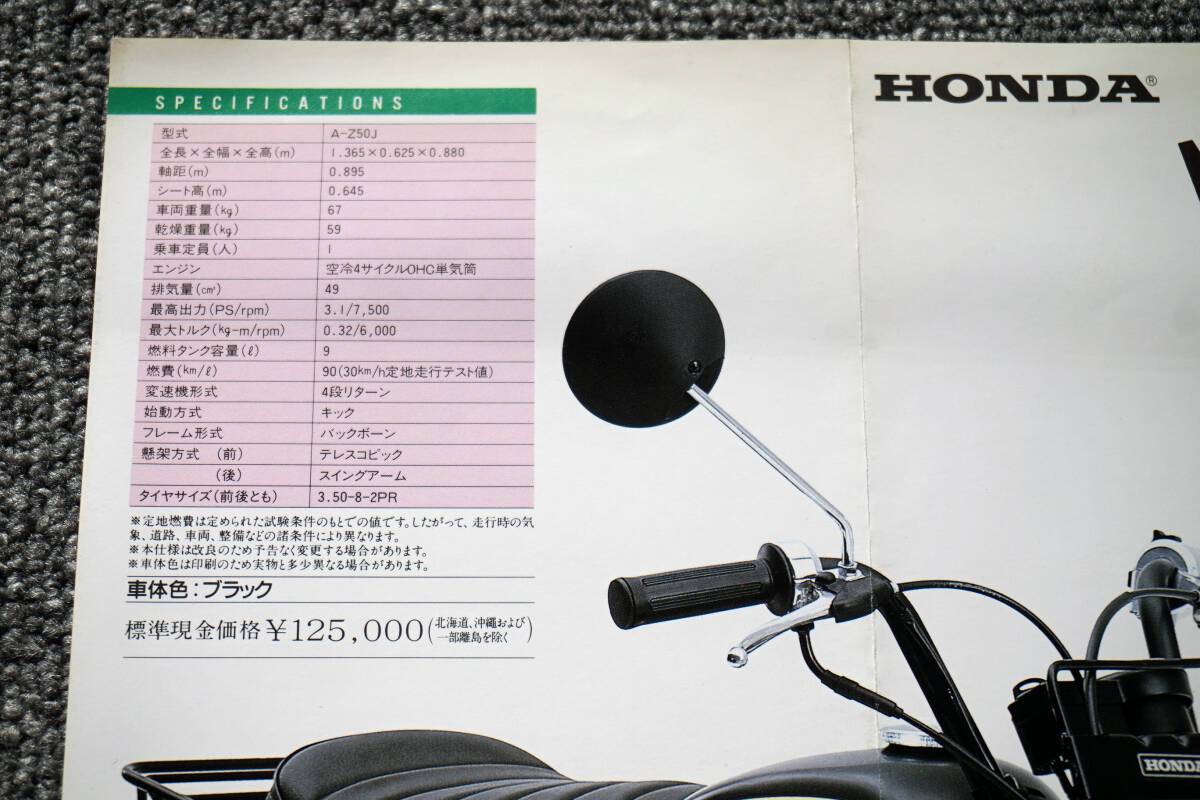 SPECIFICATIONS
型式 A-Z50J
全長×全幅×全高(m) 1.365×0.625×0.880
軸距(m) 0.895
シート高(m) 0.645
車両重量(kg) 67
乾燥重量(kg) 59
乗車定員(人) 1
エンジン 空冷4サイクルOHC単気筒
排気量(cm³) 49
最高出力(PS/rpm) 3.1/7,500
最大トルク(kg-m/rpm) 0.32/6,000
燃料タンク容量(ℓ) 9
燃費(km/ℓ) 90(30km/h定地走行テスト値)
変速機形式 4段リターン
始動方式 キック
フレーム形式 バックボーン
懸架方式 (前) テレスコピック
(後) スイングアーム
タイヤサイズ(前後とも) 3.50-8-2PR
※定地燃費は定められた試験条件のもとでの値です。したがって、走行時の気
象、道路、車両、整備などの諸条件により異なります。
※本仕様は改良のため予告なく変更する場合があります。
※車体色は印刷のため実物と多少異なる場合があります。
車体色：ブラック
標準現金価格¥125,000(北海道、沖縄および
一部離島を除く)
HONDA®
HONDA